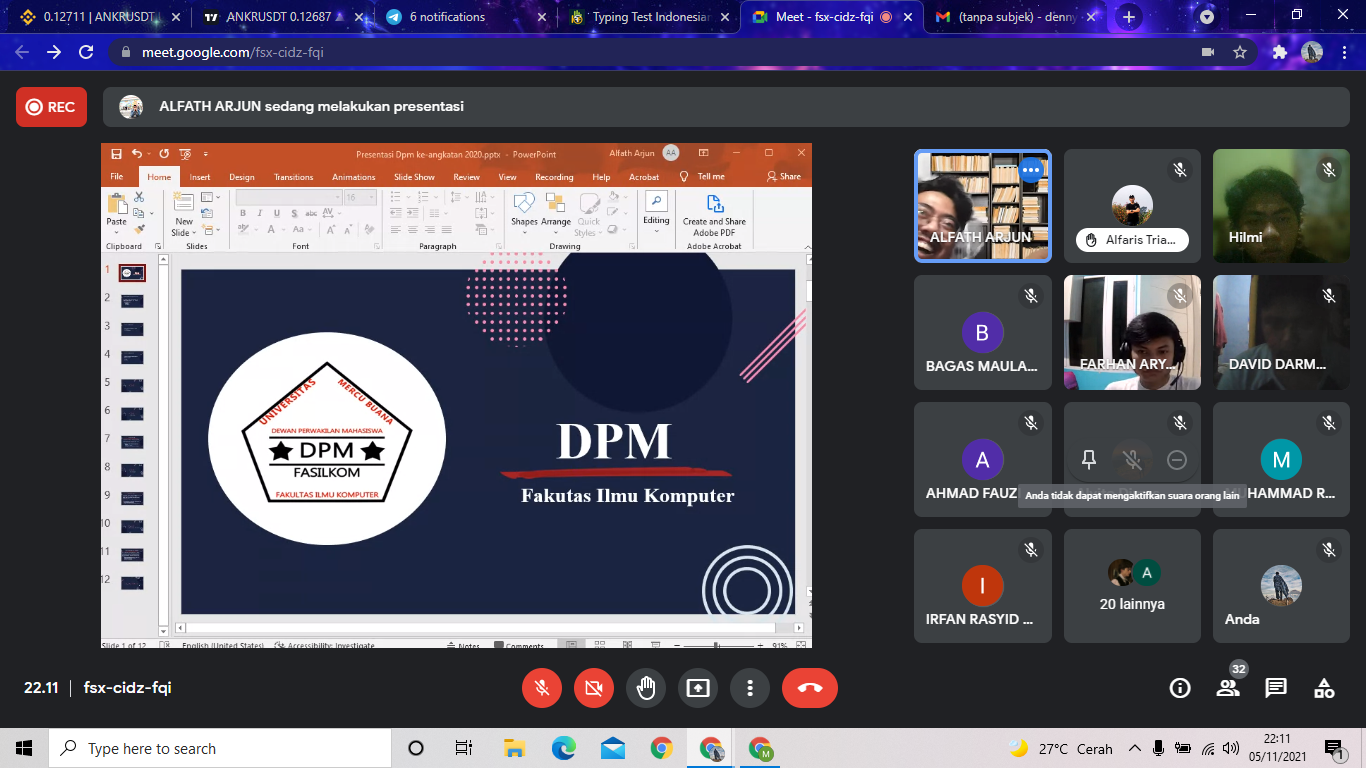 0.12711 | ANKRUSDT
ANKRUSDT 0.12687
6 notifications
Typing Test Indonesian
Meet - fsx-cidz-fqi
(tanpa subjek) - denny
meet.google.com/fsx-cidz-fqi
REC
ALFATH ARJUN sedang melakukan presentasi
Presentasi Dpm ke-angkatan 2020.pptx - PowerPoint
Alfath Arjun
AA
File Home Insert Design Transitions Animations Slide Show Review View Recording Help Acrobat Tell me Share
Paste
New
Slide
16
B I U S abc AV
Aa A A
Shapes Arrange Quick
Styles
Editing
Create and Share
Adobe PDF
Clipboard Slides Font Paragraph Drawing Adobe Acrobat
1
2
3
4
5
6
7
8
9
10
11
12
UNIVERSITAS MERCU BUANA
DEWAN PERWAKILAN MAHASISWA
DPM
FASILKOM
FAKULTAS ILMU KOMPUTER
DPM
Fakutas Ilmu Komputer
Slide 1 of 12 English (United States) Accessibility: Investigate Notes Comments 91%
ALFATH ARJUN
Alfaris Tria...
Hilmi
B
BAGAS MAULA...
FARHAN ARY...
DAVID DARM...
A
AHMAD FAUZ
M
MUHAMMAD R...
Anda tidak dapat mengaktifkan suara orang lain
I
IRFAN RASYID ...
A
20 lainnya
Anda
22.11 | fsx-cidz-fqi
32
Type here to search
M
27°C Cerah
22:11
05/11/2021
1